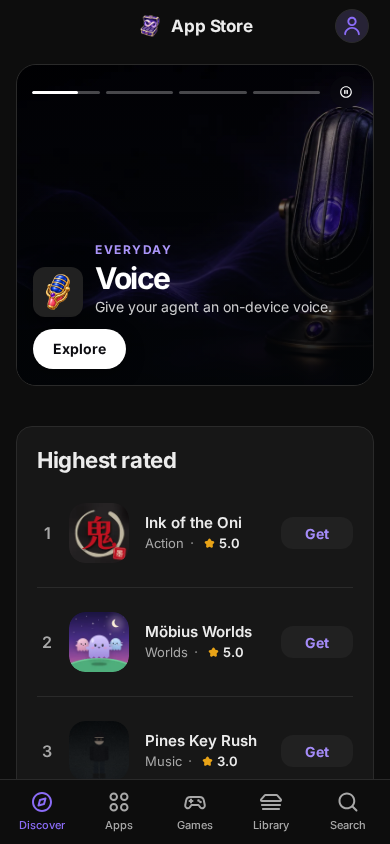 App Store
EVERYDAY
Voice
Give your agent an on-device voice.
Explore
Highest rated
1
鬼
Ink of the Oni
Action · 5.0
Get
2
Möbius Worlds
Worlds · 5.0
Get
3
Pines Key Rush
Music · 3.0
Get
Discover
Apps
Games
Library
Search